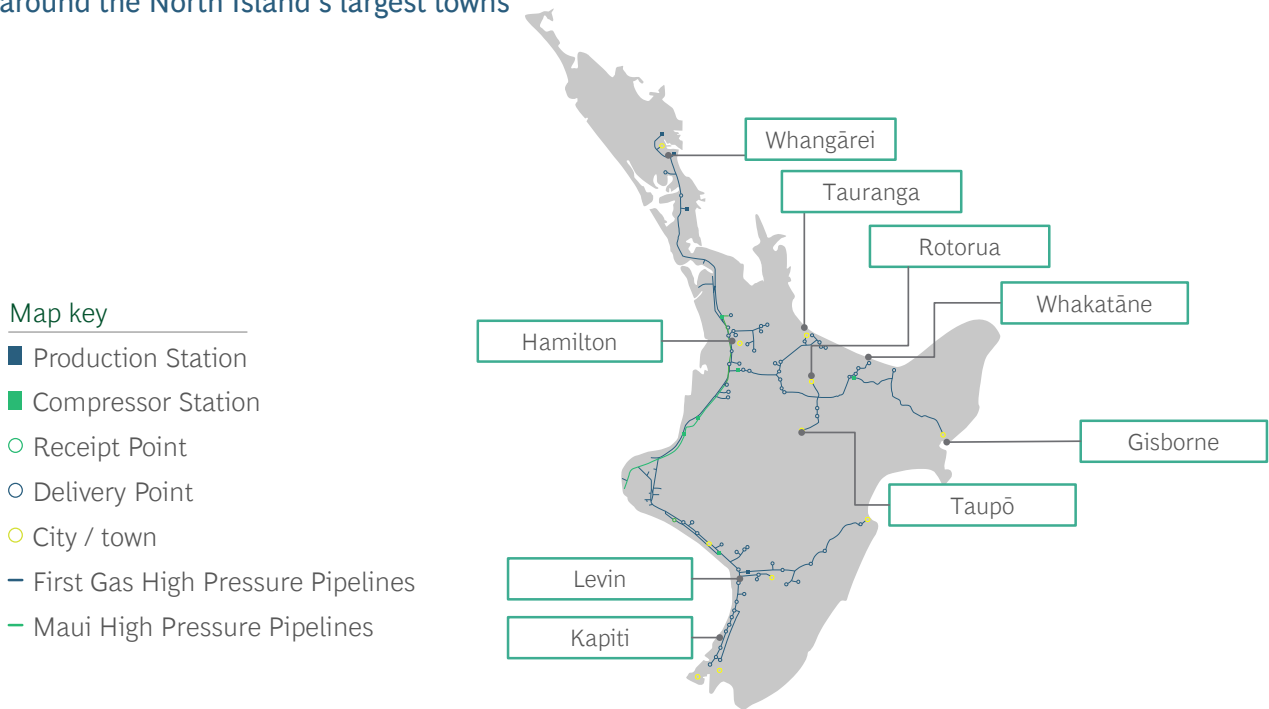 around the North Island's largest towns
Whangārei
Tauranga
Rotorua
Whakatāne
Hamilton
Gisborne
Taupō
Levin
Kapiti
Map key
Production Station
Compressor Station
Receipt Point
Delivery Point
City / town
First Gas High Pressure Pipelines
Maui High Pressure Pipelines